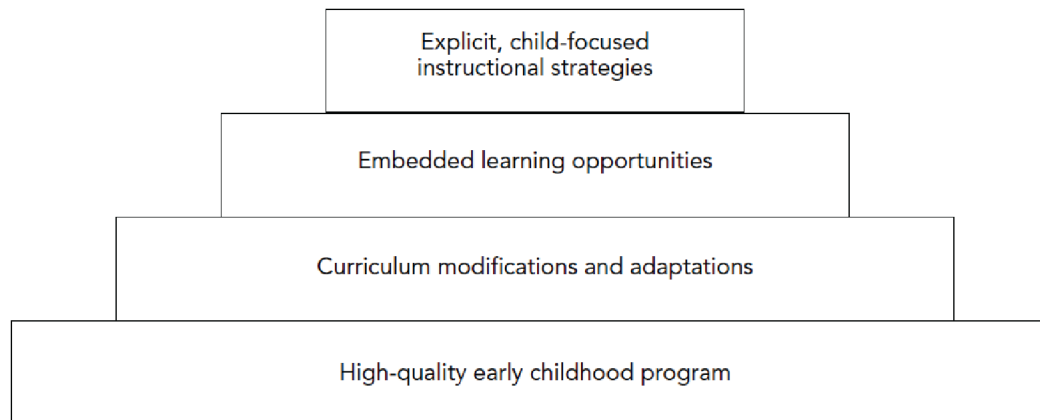 Explicit, child-focused
instructional strategies
Embedded learning opportunities
Curriculum modifications and adaptations
High-quality early childhood program